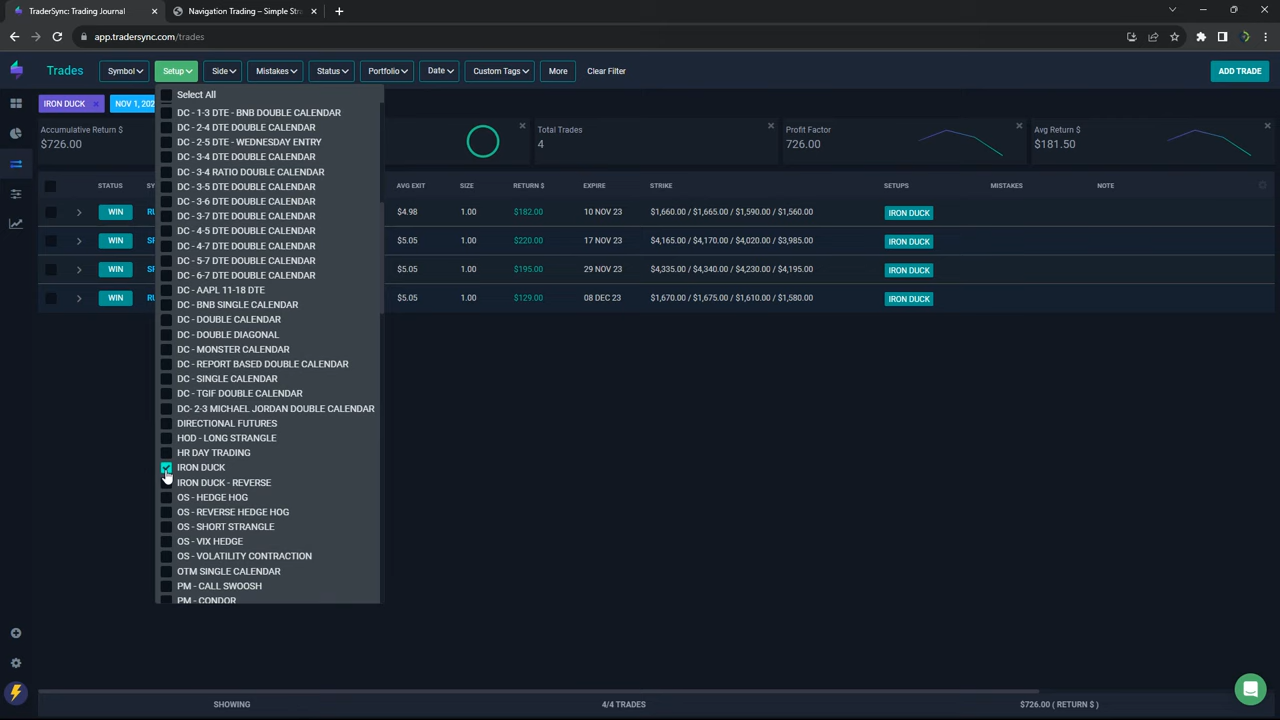 TraderSync: Trading Journal
Navigation Trading – Simple Str
app.tradersync.com/trades
Trades
Symbol
Setup
Side
Mistakes
Status
Portfolio
Date
Custom Tags
More
Clear Filter
ADD TRADE
IRON DUCK ×
NOV 1, 202
Accumulative Return $
$726.00
Total Trades
4
Profit Factor
726.00
Avg Return $
$181.50
STATUS SY AVG EXIT SIZE RETURN $ EXPIRE STRIKE SETUPS MISTAKES NOTE
WIN RU $4.98 1.00 $182.00 10 NOV 23 $1,660.00 / $1,665.00 / $1,590.00 / $1,560.00 IRON DUCK
WIN SP $5.05 1.00 $220.00 17 NOV 23 $4,165.00 / $4,170.00 / $4,020.00 / $3,985.00 IRON DUCK
WIN SP $5.05 1.00 $195.00 29 NOV 23 $4,335.00 / $4,340.00 / $4,230.00 / $4,195.00 IRON DUCK
WIN RU $5.05 1.00 $129.00 08 DEC 23 $1,670.00 / $1,675.00 / $1,610.00 / $1,580.00 IRON DUCK
Select All
DC - 1-3 DTE - BNB DOUBLE CALENDAR
DC - 2-4 DTE DOUBLE CALENDAR
DC - 2-5 DTE - WEDNESDAY ENTRY
DC - 3-4 DTE DOUBLE CALENDAR
DC - 3-4 RATIO DOUBLE CALENDAR
DC - 3-5 DTE DOUBLE CALENDAR
DC - 3-6 DTE DOUBLE CALENDAR
DC - 3-7 DTE DOUBLE CALENDAR
DC - 4-5 DTE DOUBLE CALENDAR
DC - 4-7 DTE DOUBLE CALENDAR
DC - 5-7 DTE DOUBLE CALENDAR
DC - 6-7 DTE DOUBLE CALENDAR
DC - AAPL 11-18 DTE
DC - BNB SINGLE CALENDAR
DC - DOUBLE CALENDAR
DC - DOUBLE DIAGONAL
DC - MONSTER CALENDAR
DC - REPORT BASED DOUBLE CALENDAR
DC - SINGLE CALENDAR
DC - TGIF DOUBLE CALENDAR
DC- 2-3 MICHAEL JORDAN DOUBLE CALENDAR
DIRECTIONAL FUTURES
HOD - LONG STRANGLE
HR DAY TRADING
IRON DUCK
IRON DUCK - REVERSE
OS - HEDGE HOG
OS - REVERSE HEDGE HOG
OS - SHORT STRANGLE
OS - VIX HEDGE
OS - VOLATILITY CONTRACTION
OTM SINGLE CALENDAR
PM - CALL SWOOSH
PM - CONDOR
SHOWING 4/4 TRADES $726.00 ( RETURN $ )